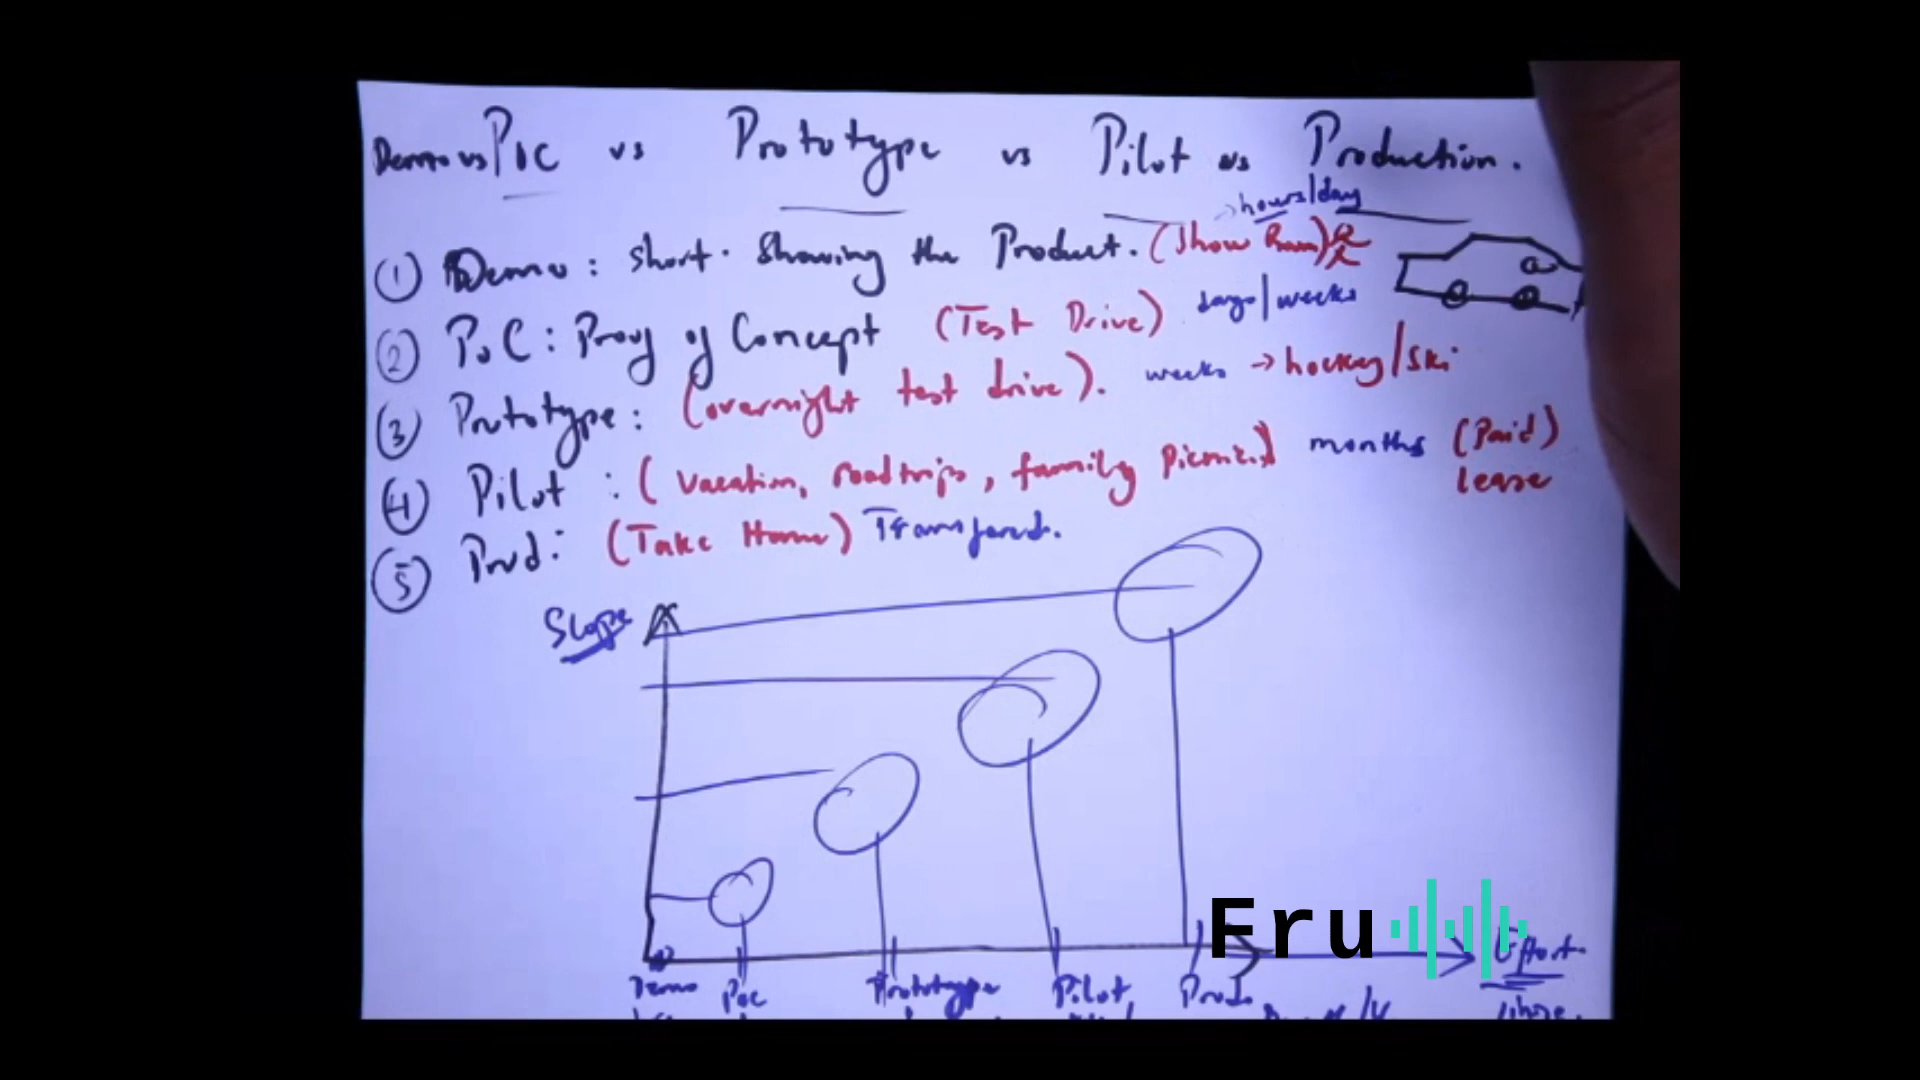 Demo vs PoC vs Prototype vs Pilot vs Production.
→ hours/day
① Demo: short. Showing the Product. (Show Room)
② PoC: Proof of Concept (Test Drive) days/weeks
③ Prototype: (overnight test drive). weeks → hockey/Ski
④ Pilot: (vacation, roadtrips, family picnic) months (Paid) lease
⑤ Prod: (Take Home) Transferred.
Scope
Fru
Effort
Demo PoC Prototype Pilot Prod